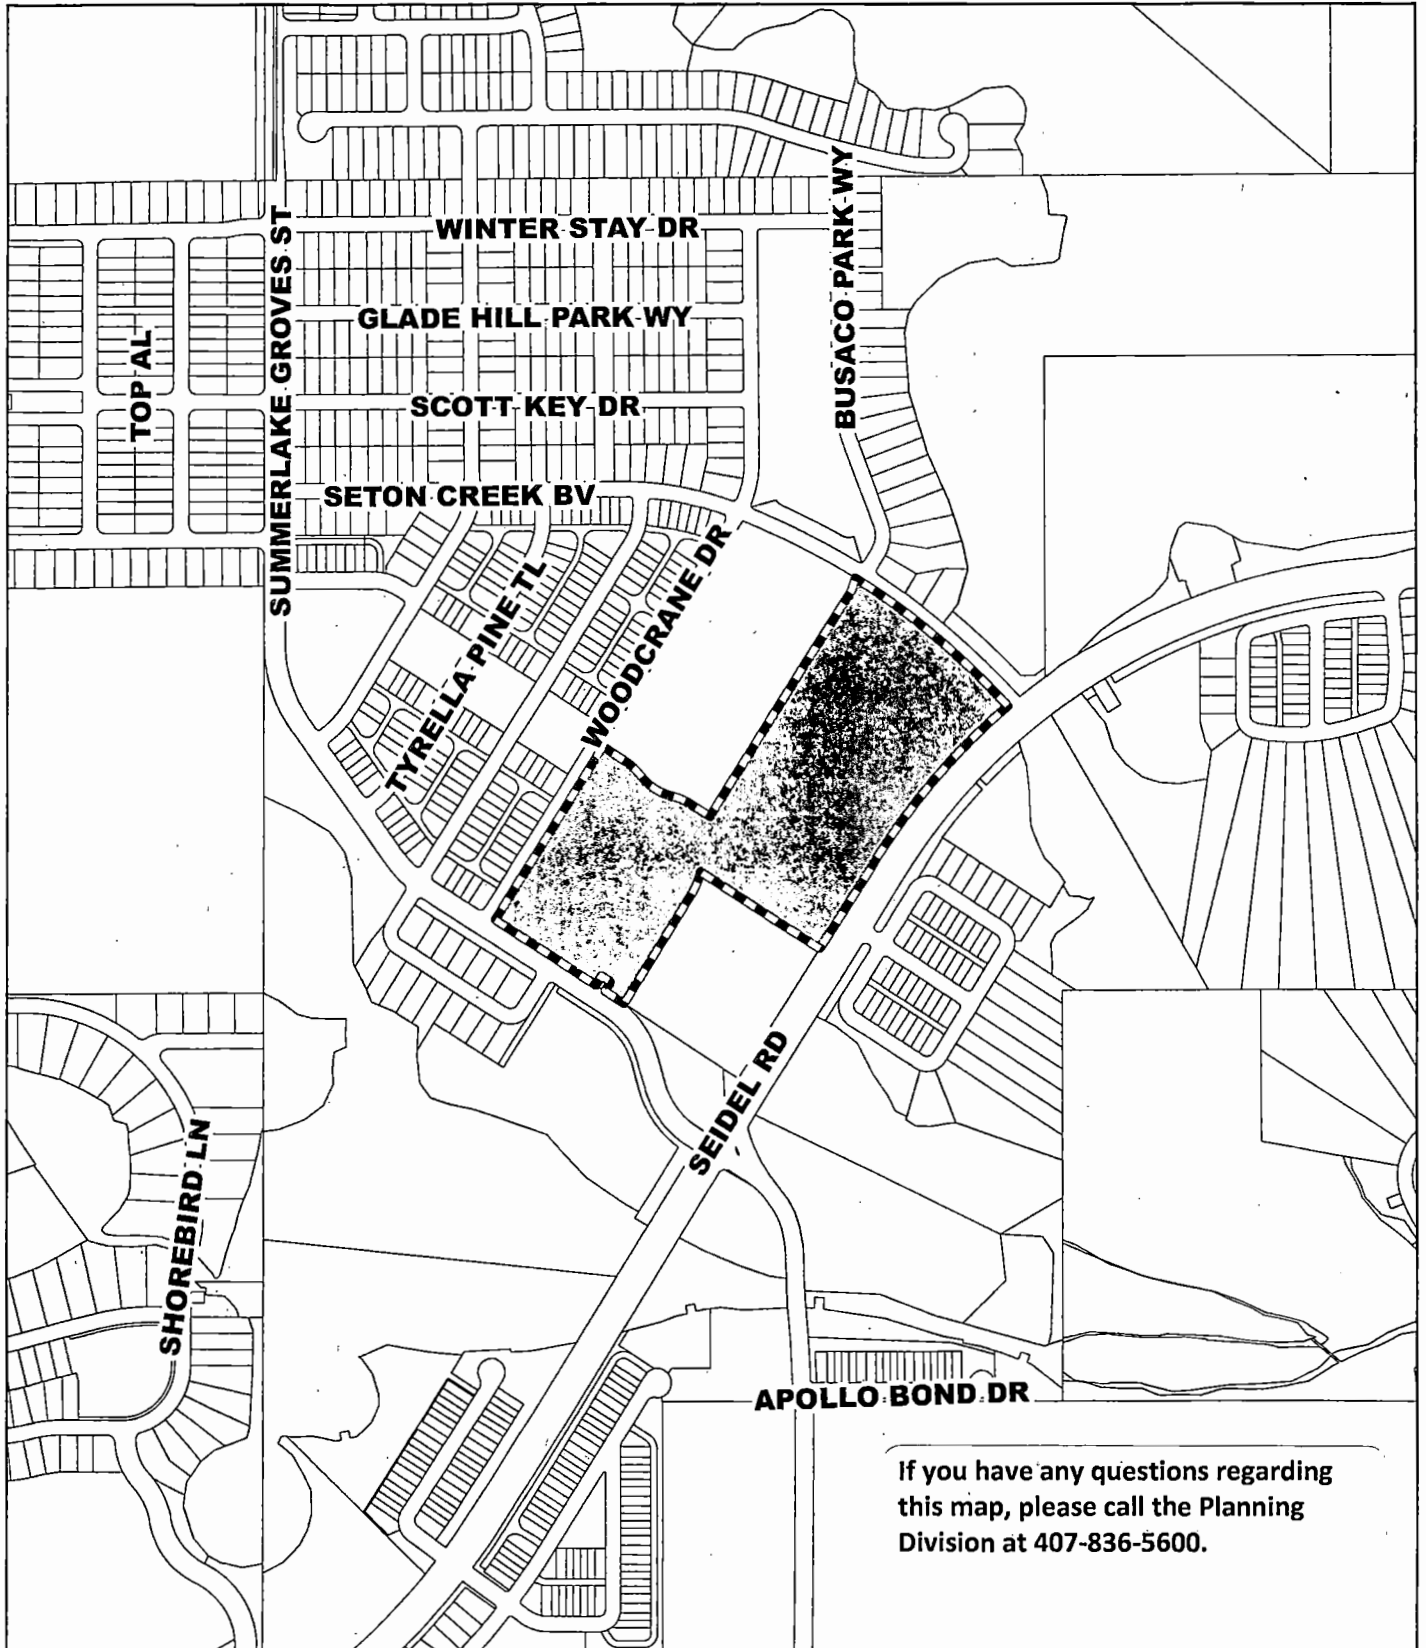 WINTER STAY DR
BUSACO PARK WY
SUMMERLAKE GROVES ST
GLADE HILL PARK WY
TOP AL
SCOTT KEY DR
SETON CREEK BV
WOODCRANE DR
TYRELLA PINE TL
SEIDEL RD
SHOREBIRD LN
APOLLO BOND DR
If you have any questions regarding
this map, please call the Planning
Division at 407-836-5600.